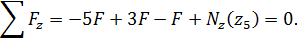 ∑ F_z = −5F + 3F − F + N_z(z_5) = 0.